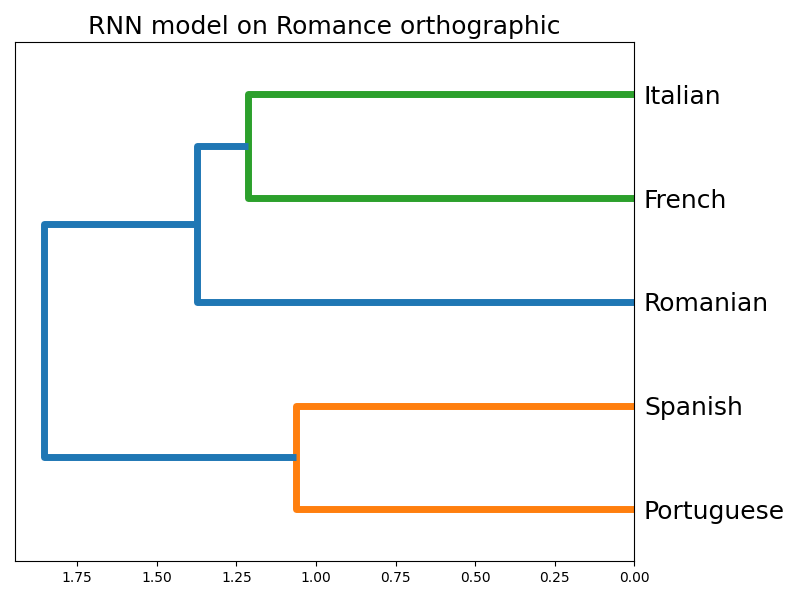 RNN model on Romance orthographic
Italian
French
Romanian
Spanish
Portuguese
1.75 1.50 1.25 1.00 0.75 0.50 0.25 0.00